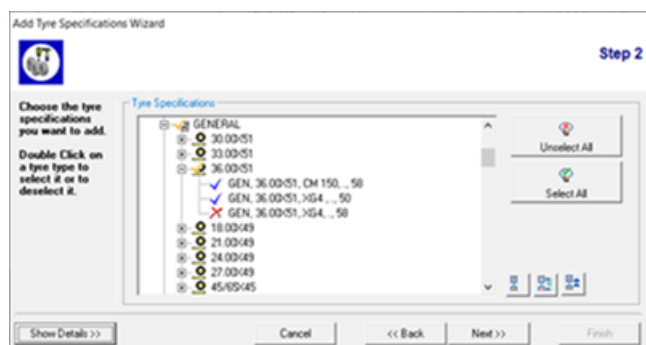 Add Tyre Specifications Wizard
Step 2
Choose the tyre
specifications
you want to add.
Double Click on
a tyre type to
select it or to
deselect it.
Tyre Specifications
GENERAL
30.00X51
33.00X51
36.00X51
GEN, 36.00X51, CM 150, ., 58
GEN, 36.00X51, XG4, ., 50
GEN, 36.00X51, XG4, ., 58
18.00X49
21.00X49
24.00X49
27.00X49
45/65X45
Unselect All
Select All
Show Details >>
Cancel
<< Back
Next >>
Finish